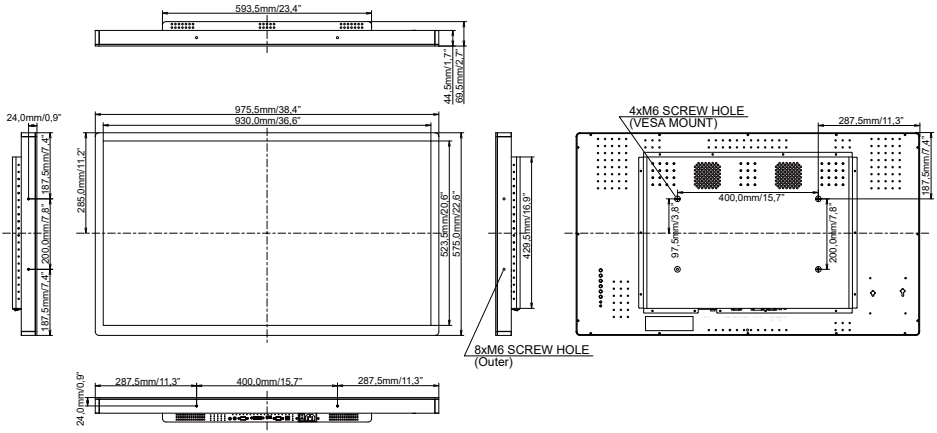 593,5mm/23,4"
44,5mm/1,7"
69,5mm/2,7"
975,5mm/38,4"
930,0mm/36,6"
24,0mm/0,9"
187,5mm/7,4"
200,0mm/7,8"
187,5mm/7,4"
285,0mm/11,2"
523,5mm/20,6"
575,0mm/22,6"
429,5mm/16,9"
8xM6 SCREW HOLE
(Outer)
4xM6 SCREW HOLE
(VESA MOUNT)
287,5mm/11,3"
187,5mm/7,4"
400,0mm/15,7"
97,5mm/3,8"
200,0mm/7,8"
287,5mm/11,3"
400,0mm/15,7"
287,5mm/11,3"
24,0mm/0,9"